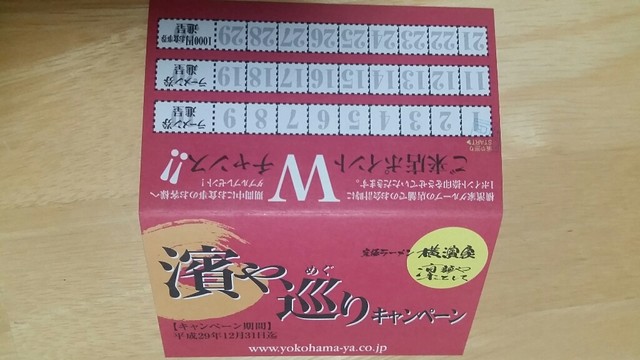 家系ラーメン 横濱家
濱や、巡りキャンペーン
めぐ
【キャンペーン期間】
平成29年12月31日迄
www.yokohama-ya.co.jp
ご来店ポイント
Wチャンス!!
横濱家グループの店舗でのお会計時に
1ポイント捺印をさせていただきます。
期間中にお食事のお客様へ
ダブルプレゼント!
START
1 2 3 4 5 6 7 8 9 ラーメン券 進呈
11 12 13 14 15 16 17 18 19 ラーメン券 進呈
21 22 23 24 25 26 27 28 29 1000円お食事券 進呈